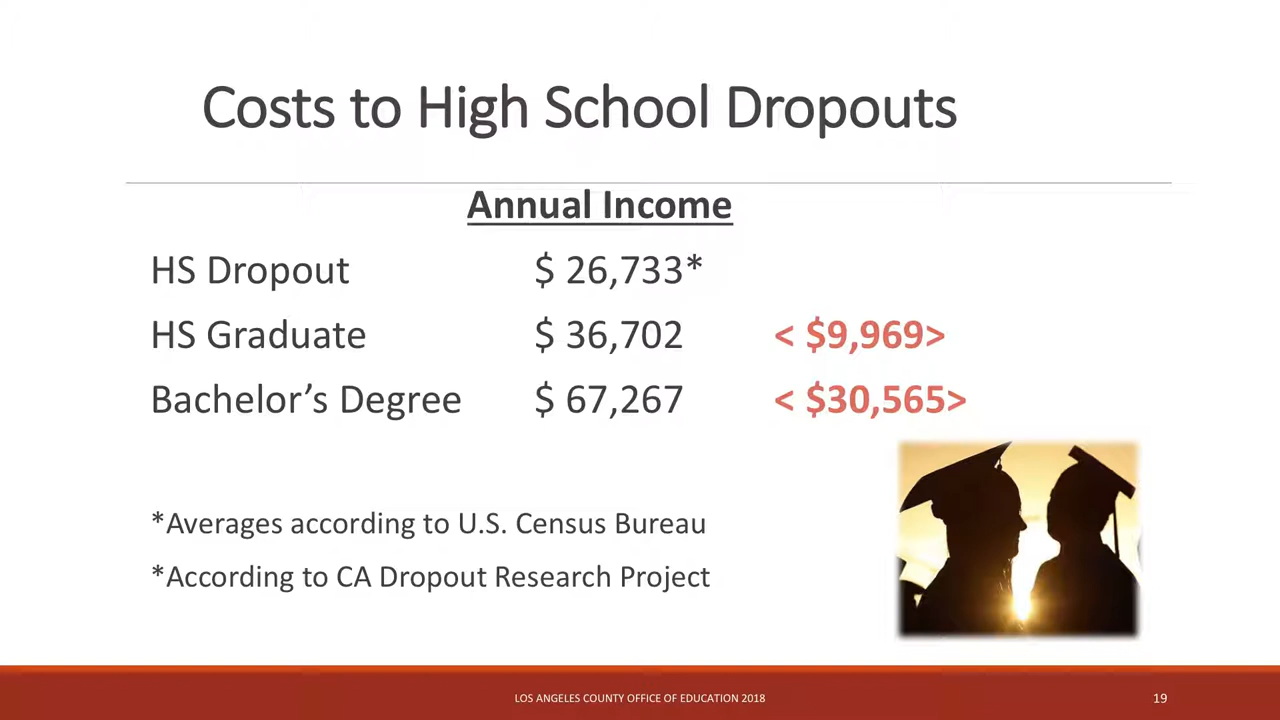 Costs to High School Dropouts
Annual Income
HS Dropout $ 26,733*
HS Graduate $ 36,702 < $9,969>
Bachelor’s Degree $ 67,267 < $30,565>
*Averages according to U.S. Census Bureau
*According to CA Dropout Research Project
LOS ANGELES COUNTY OFFICE OF EDUCATION 2018 19